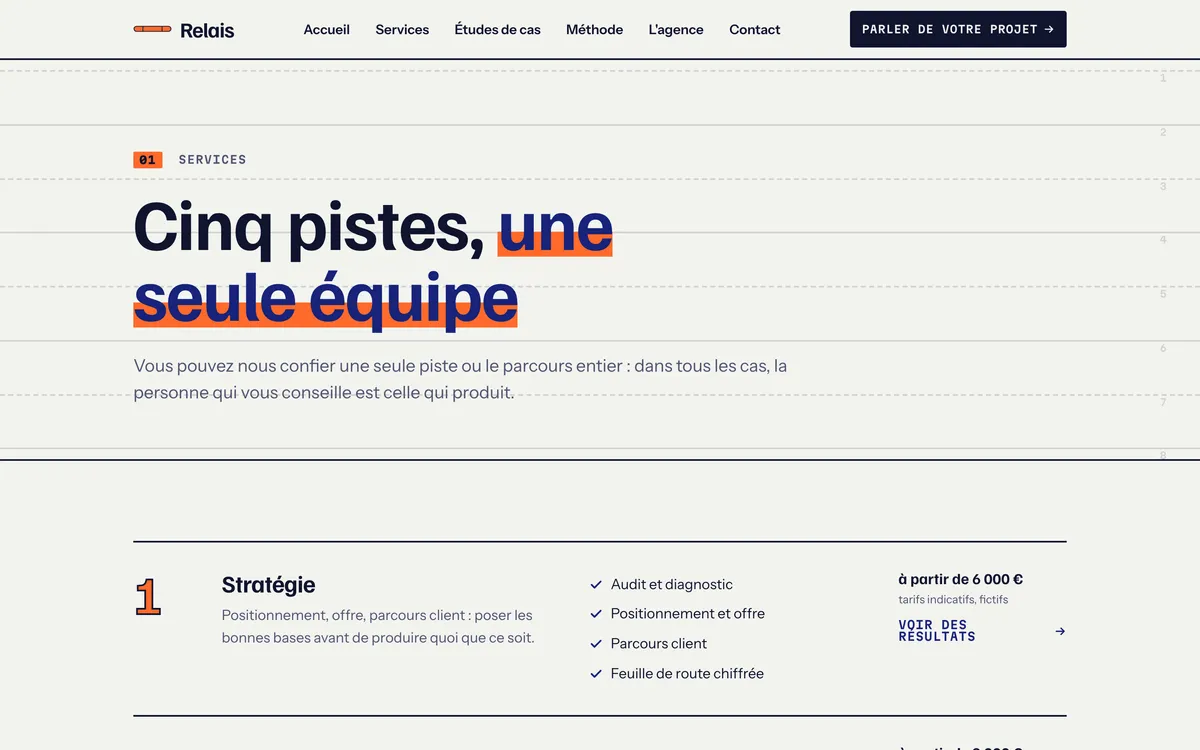 Relais
Accueil
Services
Études de cas
Méthode
L'agence
Contact
PARLER DE VOTRE PROJET →
1
2
3
4
5
6
7
8
01 SERVICES
Cinq pistes, une
seule équipe
Vous pouvez nous confier une seule piste ou le parcours entier : dans tous les cas, la
personne qui vous conseille est celle qui produit.
1
Stratégie
Positionnement, offre, parcours client : poser les
bonnes bases avant de produire quoi que ce soit.
Audit et diagnostic
Positionnement et offre
Parcours client
Feuille de route chiffrée
à partir de 6 000 €
tarifs indicatifs, fictifs
VOIR DES
RÉSULTATS →